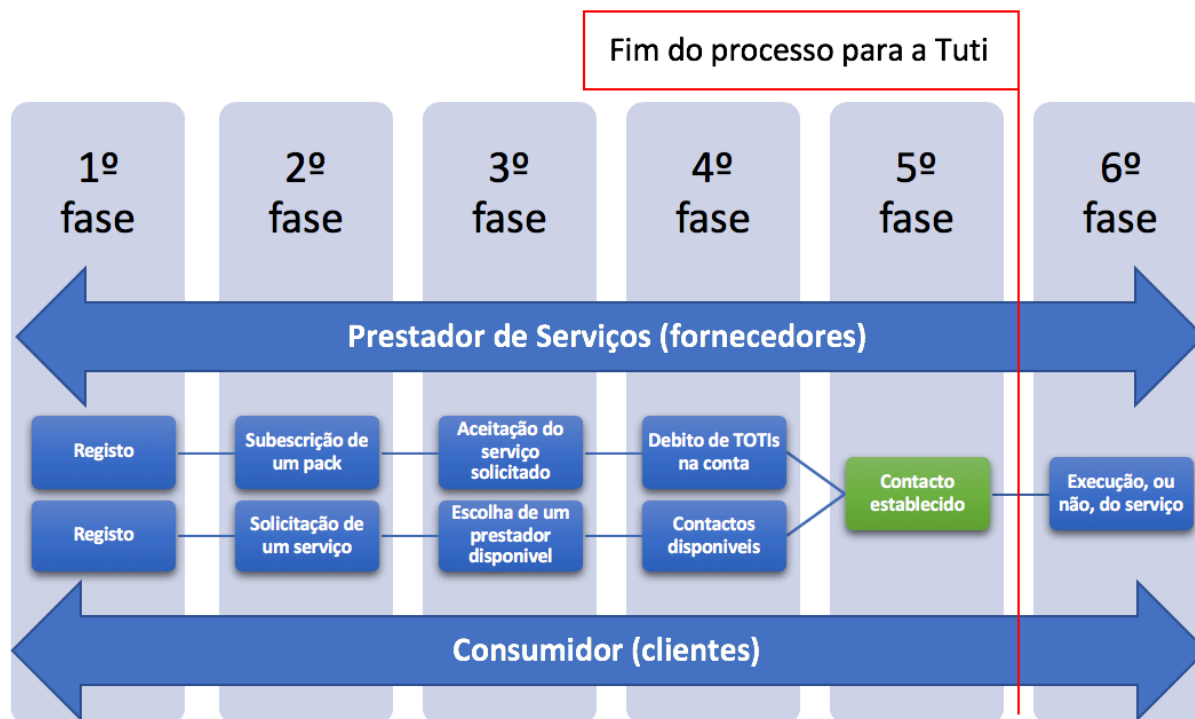 Fim do processo para a Tuti
1º
fase
2º
fase
3º
fase
4º
fase
5º
fase
6º
fase
Prestador de Serviços (fornecedores)
Registo
Subescrição de
um pack
Aceitação do
serviço
solicitado
Debito de TOTIs
na conta
Registo
Solicitação de
um serviço
Escolha de um
prestador
disponivel
Contactos
disponiveis
Contacto
establecido
Execução, ou
não, do serviço
Consumidor (clientes)